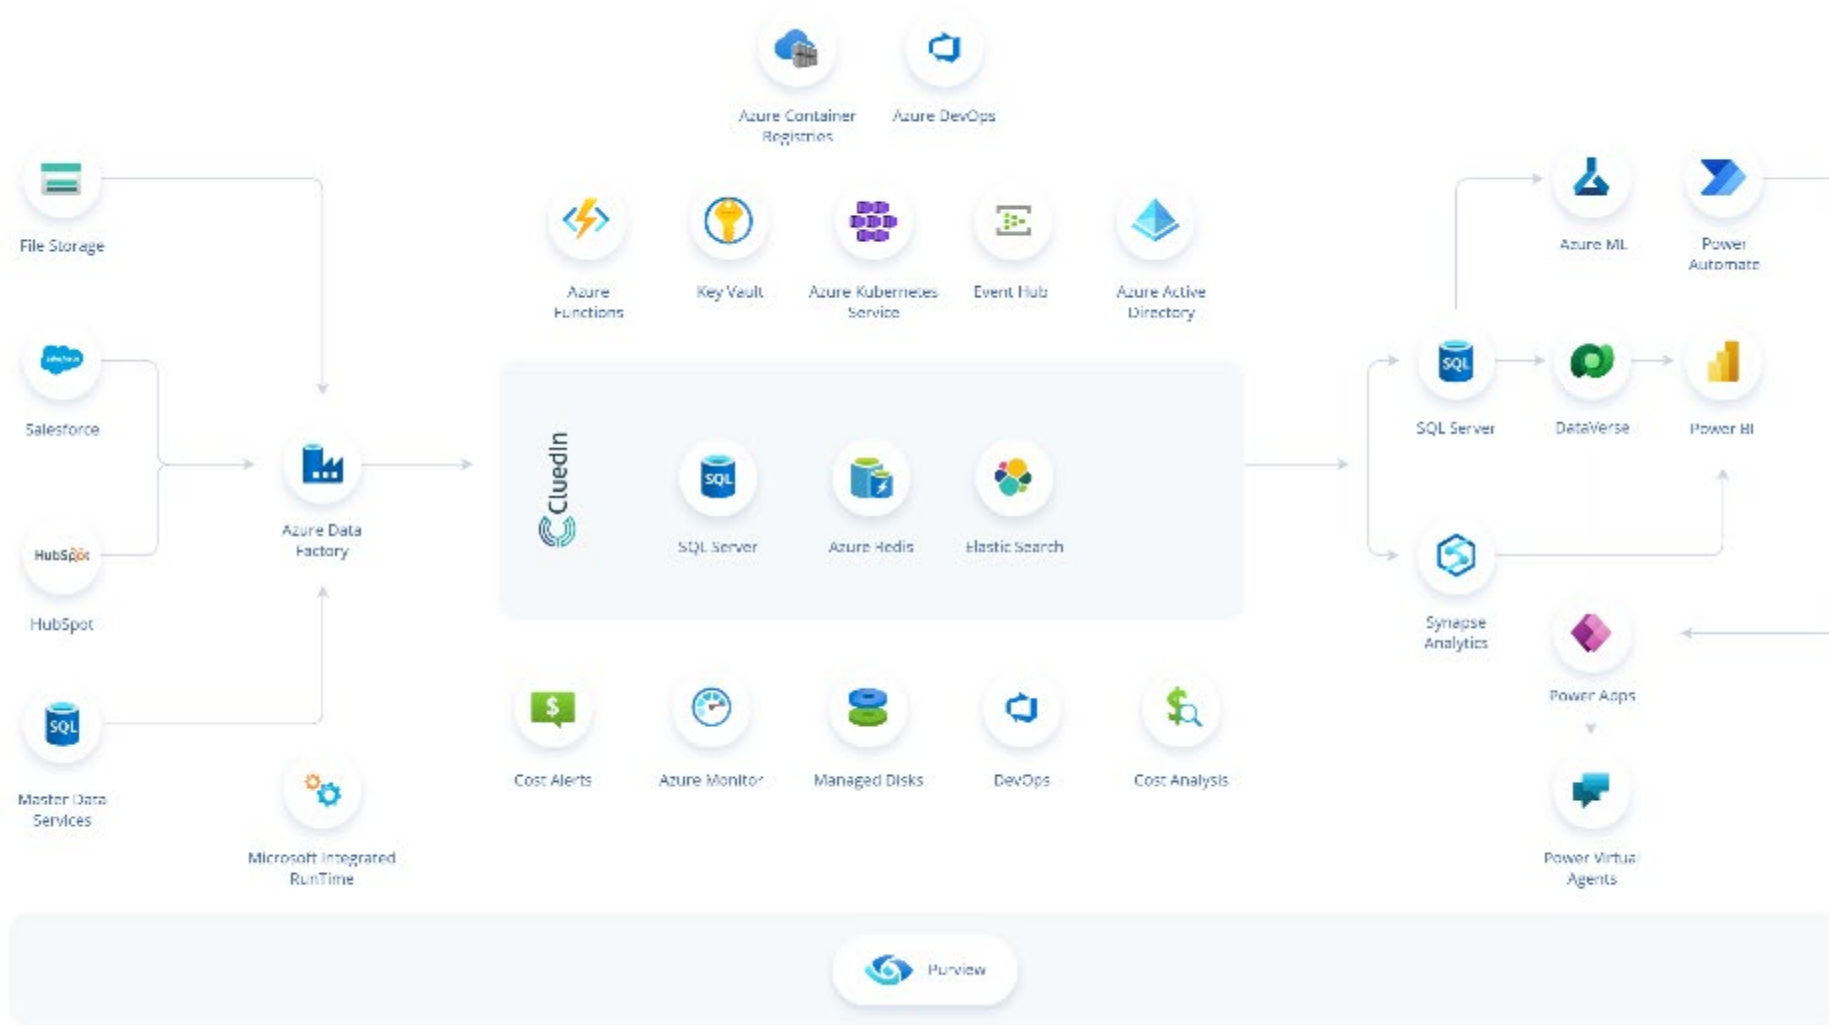 Azure Container
Registries
Azure DevOps
File Storage
Azure
Functions
Key Vault
Azure Kubernetes
Service
Event Hub
Azure Active
Directory
Azure ML
Power
Automate
Salesforce
salesforce
HubSpot
HubSpot
Azure Data
Factory
CluedIn
SQL
SQL Server
Azure Redis
Elastic Search
SQL
SQL Server
DataVerse
Power BI
Synapse
Analytics
Power Apps
Power Virtual
Agents
SQL
Master Data
Services
Microsoft Integrated
RunTime
Cost Alerts
Azure Monitor
Managed Disks
DevOps
Cost Analysis
Purview